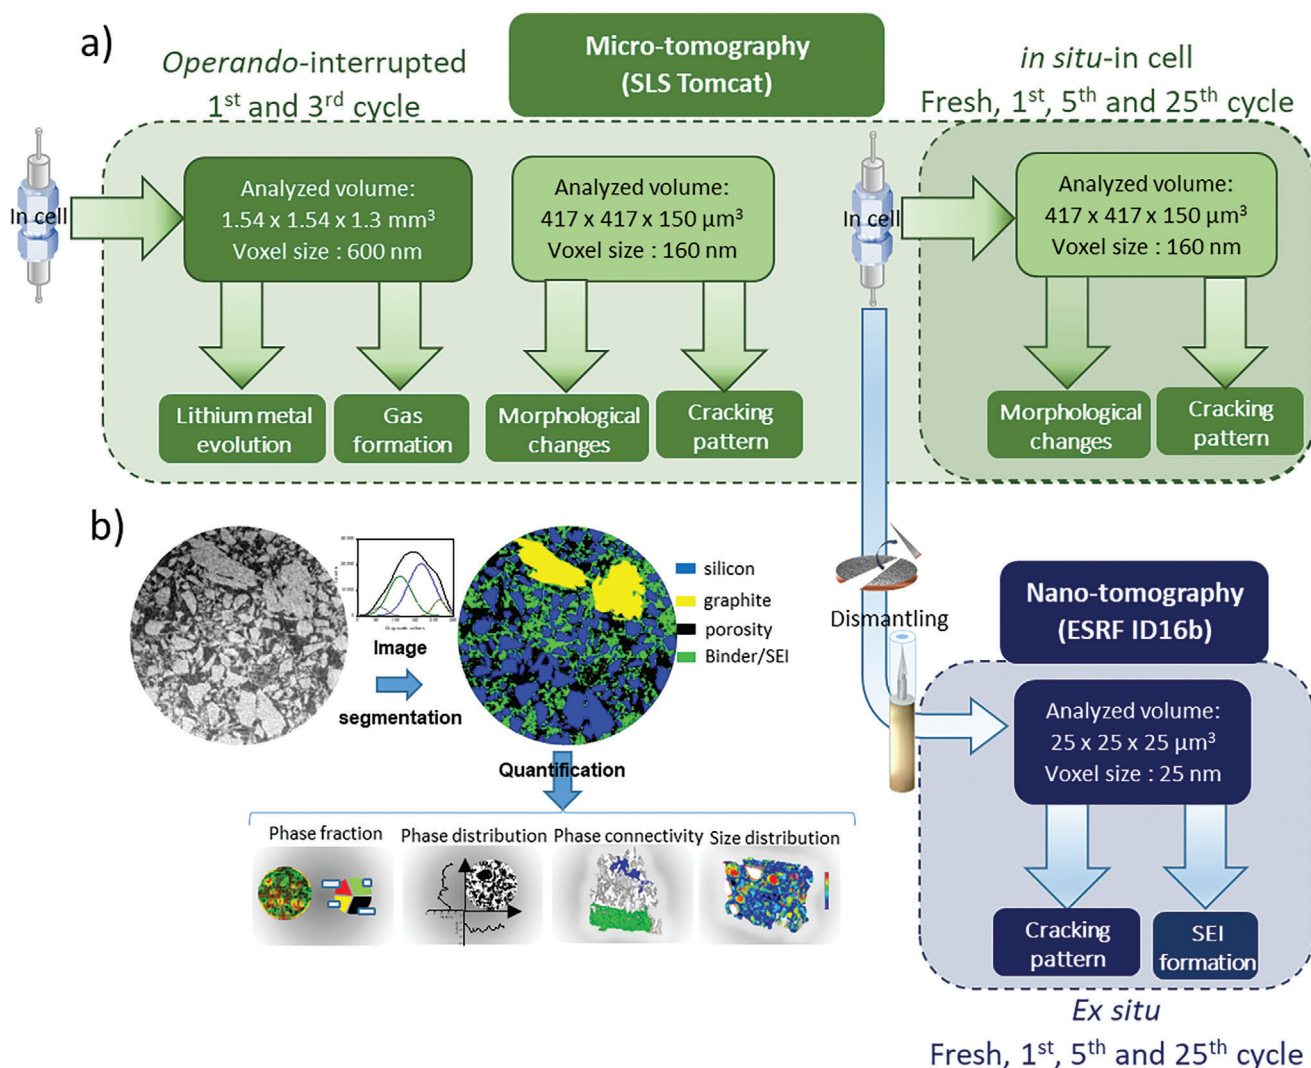 a)
Operando-interrupted
1st and 3rd cycle
Micro-tomography
(SLS Tomcat)
in situ-in cell
Fresh, 1st, 5th and 25th cycle
In cell
Analyzed volume:
1.54 x 1.54 x 1.3 mm3
Voxel size : 600 nm
Analyzed volume:
417 x 417 x 150 µm3
Voxel size : 160 nm
In cell
Analyzed volume:
417 x 417 x 150 µm3
Voxel size : 160 nm
Lithium metal
evolution
Gas
formation
Morphological
changes
Cracking
pattern
Morphological
changes
Cracking
pattern
b)
Image
segmentation
silicon
graphite
porosity
Binder/SEI
Dismantling
Nano-tomography
(ESRF ID16b)
Analyzed volume:
25 x 25 x 25 µm3
Voxel size : 25 nm
Quantification
Phase fraction
Phase distribution
Phase connectivity
Size distribution
Cracking
pattern
SEI
formation
Ex situ
Fresh, 1st, 5th and 25th cycle